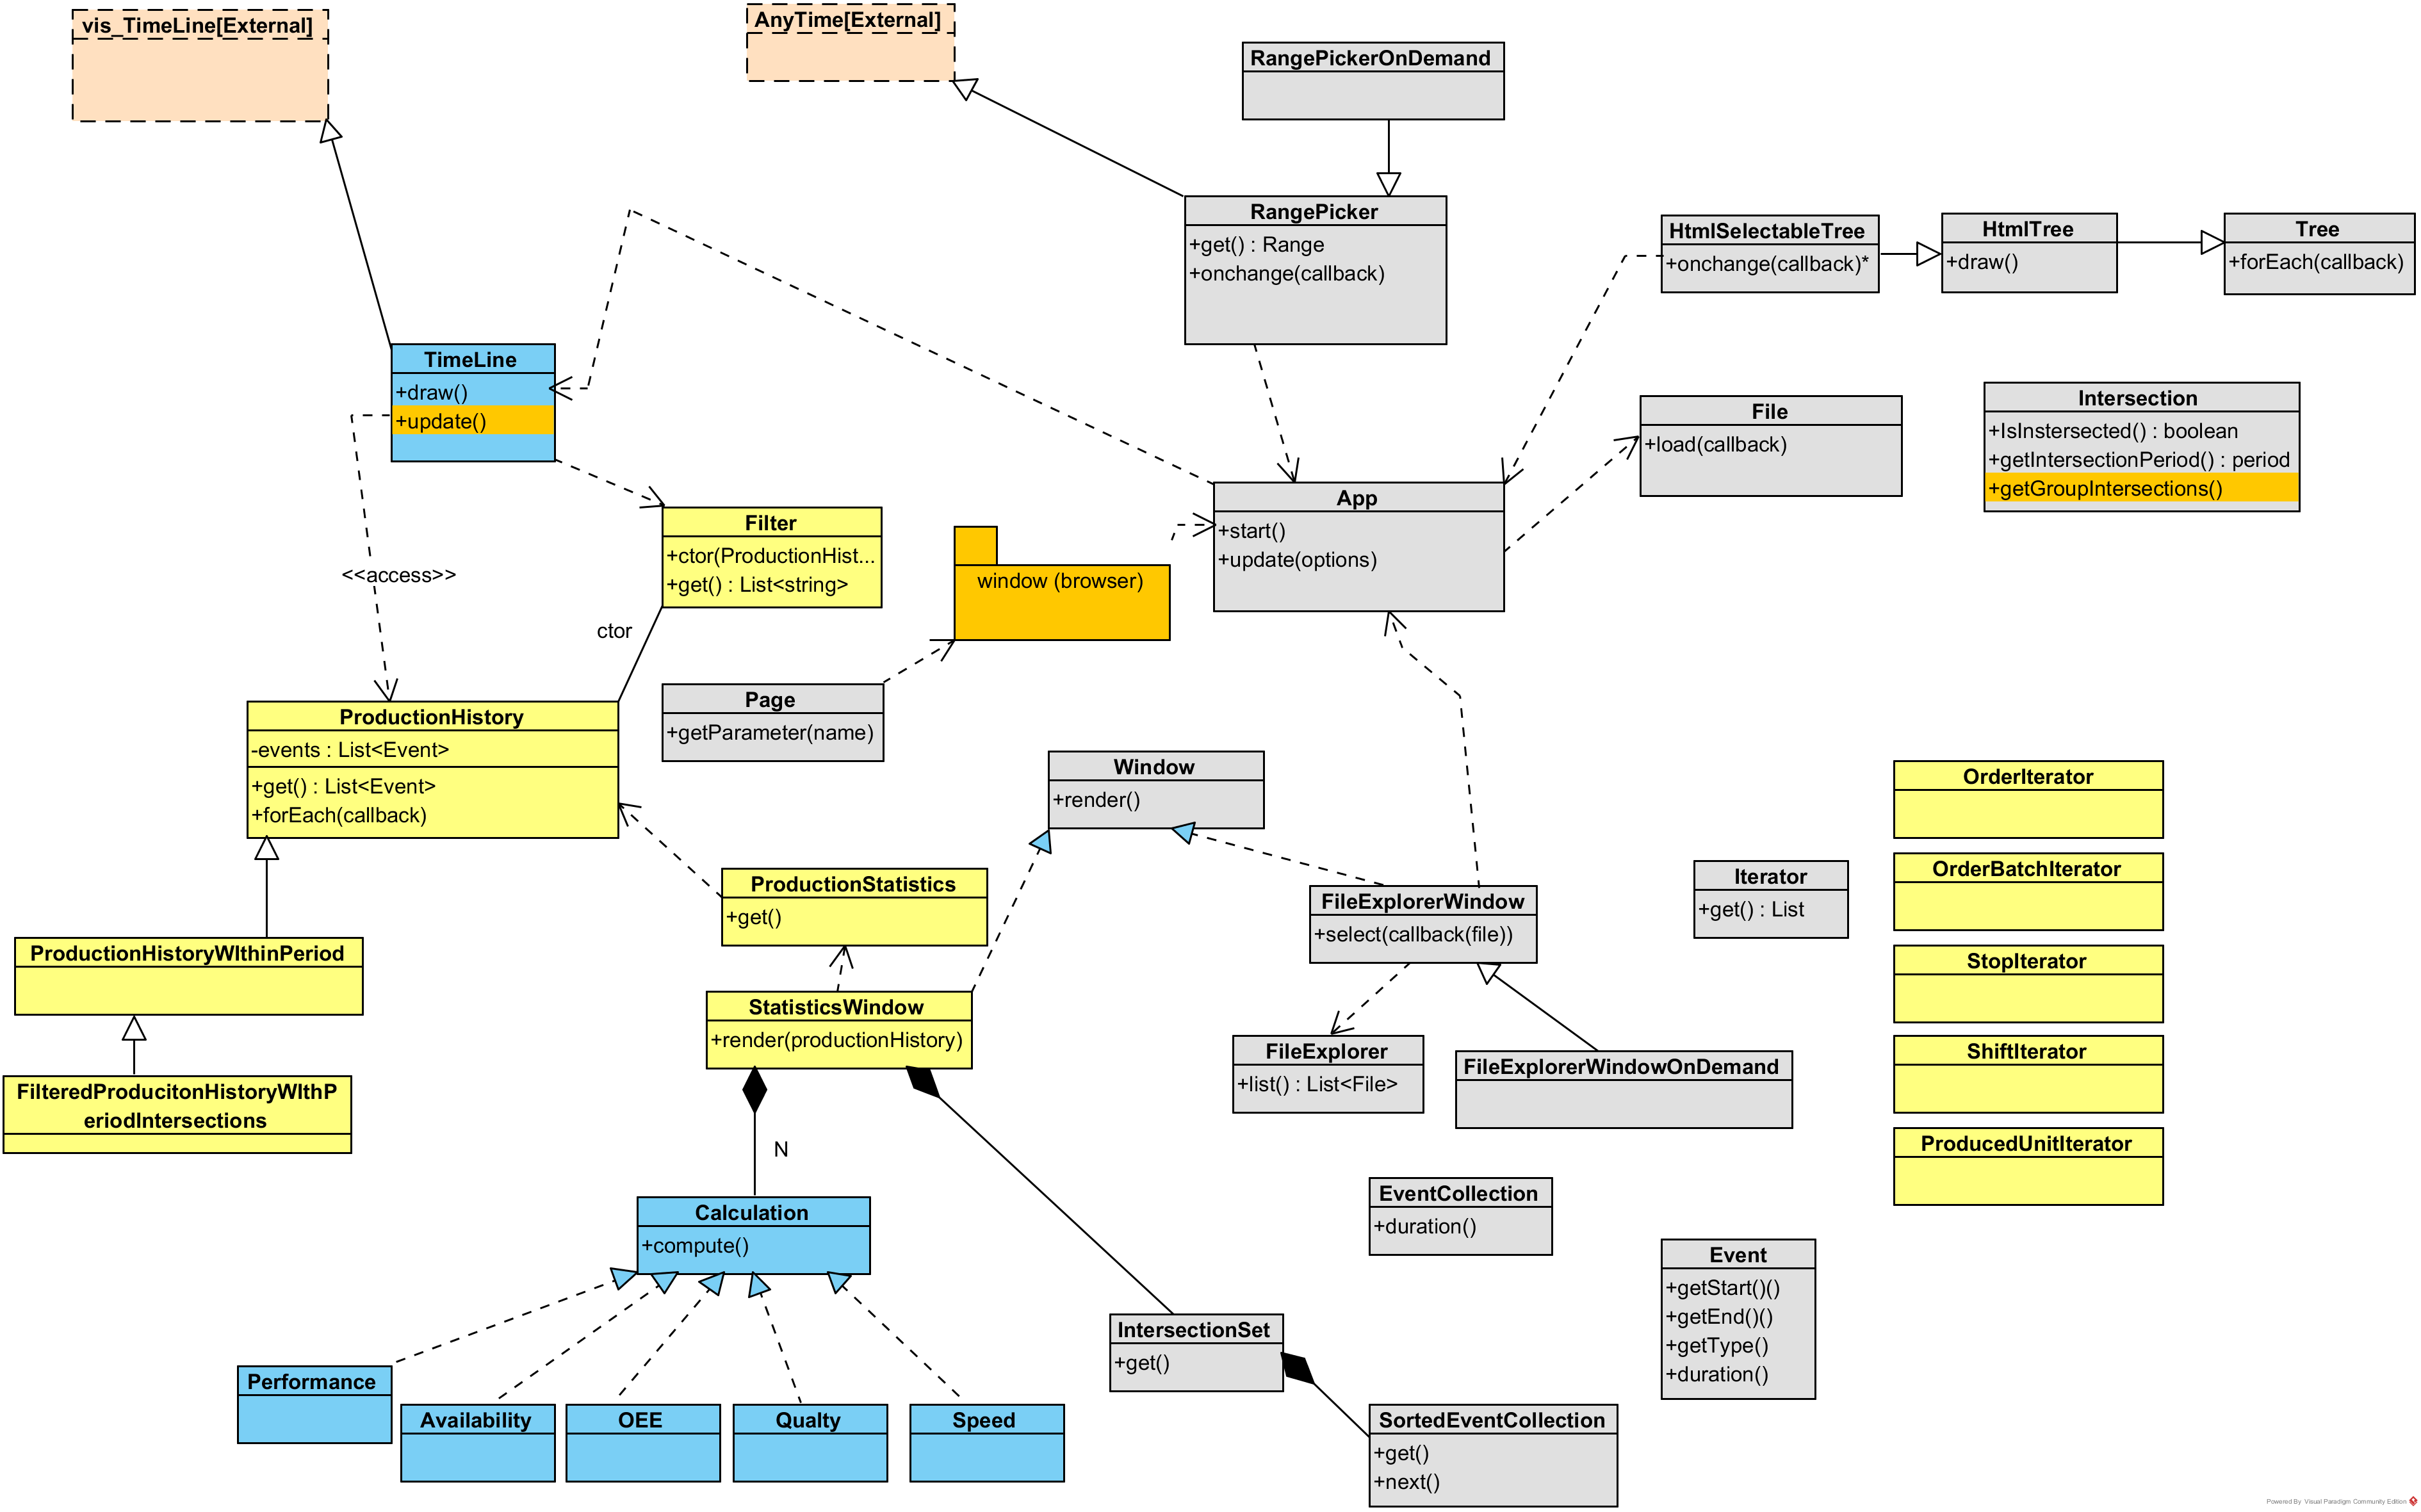 vis_TimeLine[External]
AnyTime[External]
RangePickerOnDemand
RangePicker
+get() : Range
+onchange(callback)
HtmlSelectableTree
+onchange(callback)*
HtmlTree
+draw()
Tree
+forEach(callback)
TimeLine
+draw()
+update()
File
+load(callback)
Intersection
+IsInstersected() : boolean
+getIntersectionPeriod() : period
+getGroupIntersections()
App
+start()
+update(options)
Filter
+ctor(ProductionHist...
+get() : List<string>
window (browser)
<<access>>
ctor
Page
+getParameter(name)
ProductionHistory
-events : List<Event>
+get() : List<Event>
+forEach(callback)
Window
+render()
OrderIterator
OrderBatchIterator
StopIterator
ShiftIterator
ProducedUnitIterator
Iterator
+get() : List
ProductionStatistics
+get()
FileExplorerWindow
+select(callback(file))
ProductionHistoryWIthinPeriod
StatisticsWindow
+render(productionHistory)
FileExplorer
+list() : List<File>
FileExplorerWindowOnDemand
FilteredProducitonHistoryWIthP
eriodIntersections
N
Calculation
+compute()
EventCollection
+duration()
Event
+getStart()()
+getEnd()()
+getType()
+duration()
IntersectionSet
+get()
Performance
Availability
OEE
Qualty
Speed
SortedEventCollection
+get()
+next()
Powered By Visual Paradigm Community Edition